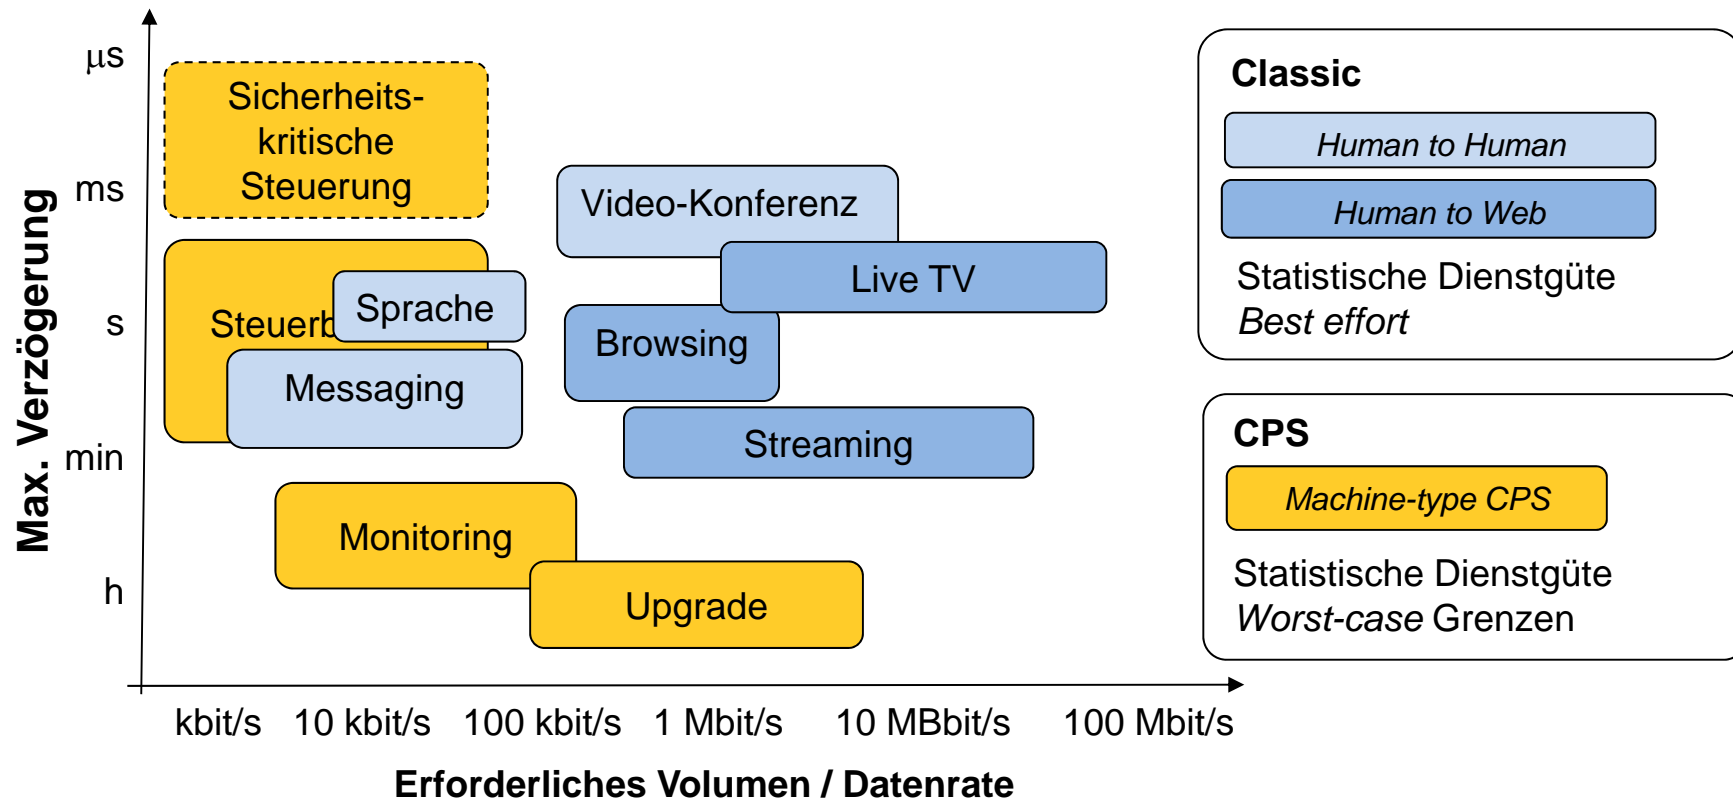 Max. Verzögerung
μs
ms
s
min
h
Sicherheits-
kritische
Steuerung
Video-Konferenz
Live TV
Sprache
Browsing
Messaging
Streaming
Monitoring
Upgrade
kbit/s 10 kbit/s 100 kbit/s 1 Mbit/s 10 MBbit/s 100 Mbit/s
Erforderliches Volumen / Datenrate
Classic
Human to Human
Human to Web
Statistische Dienstgüte
Best effort
CPS
Machine-type CPS
Statistische Dienstgüte
Worst-case Grenzen